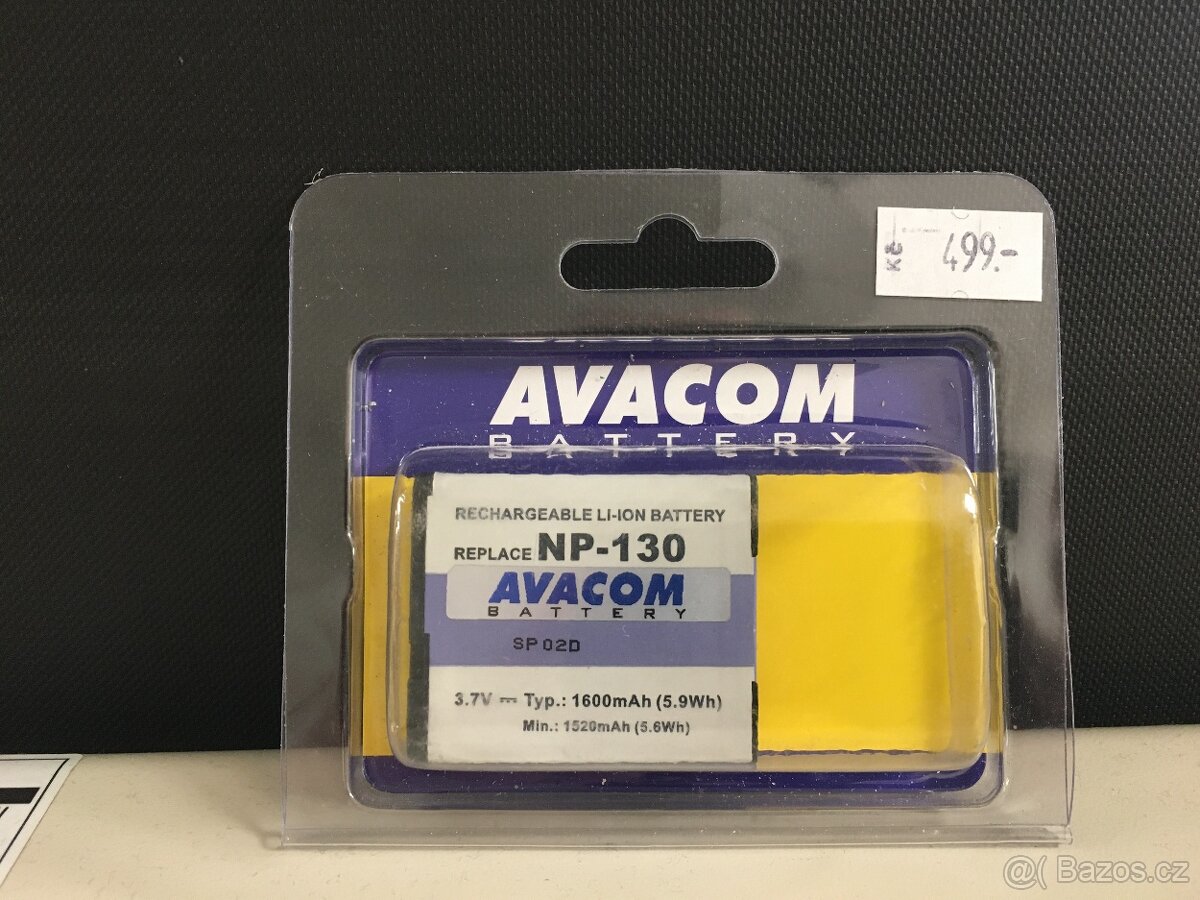 Kč 499.-
AVACOM
BATTERY
RECHARGEABLE LI-ION BATTERY
REPLACE NP-130
AVACOM
BATTERY
SP 02D
3.7V ⎓ Typ.: 1600mAh (5.9Wh)
Min.: 1520mAh (5.6Wh)
@( Bazos.cz